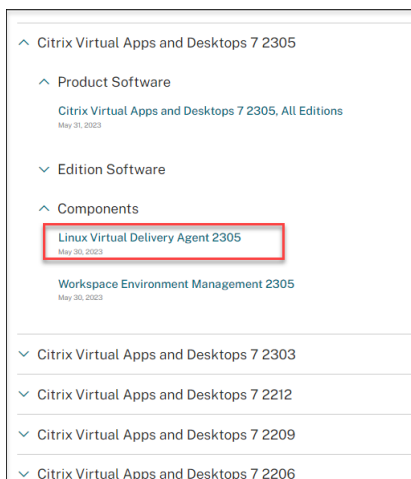 Citrix Virtual Apps and Desktops 7 2305
Product Software
Citrix Virtual Apps and Desktops 7 2305, All Editions
May 31, 2023
Edition Software
Components
Linux Virtual Delivery Agent 2305
May 30, 2023
Workspace Environment Management 2305
May 30, 2023
Citrix Virtual Apps and Desktops 7 2303
Citrix Virtual Apps and Desktops 7 2212
Citrix Virtual Apps and Desktops 7 2209
Citrix Virtual Apps and Desktops 7 2206